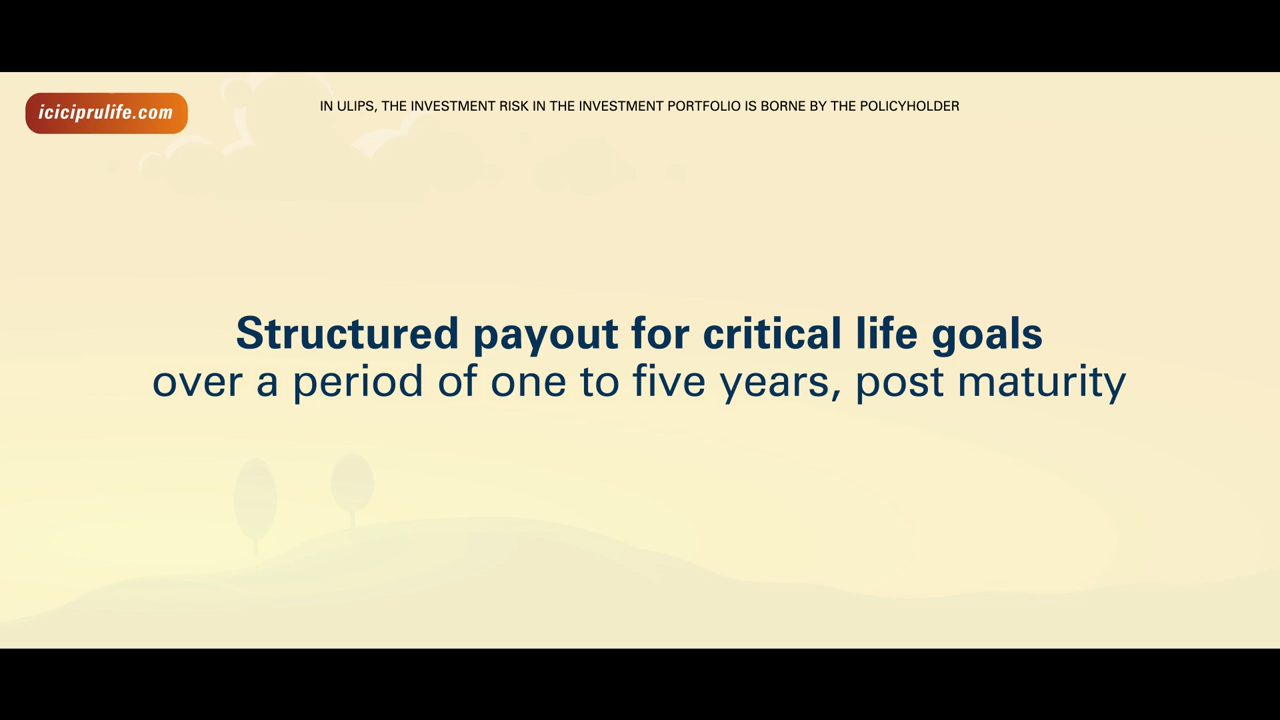 iciciprulife.com
IN ULIPS, THE INVESTMENT RISK IN THE INVESTMENT PORTFOLIO IS BORNE BY THE POLICYHOLDER
Structured payout for critical life goals
over a period of one to five years, post maturity